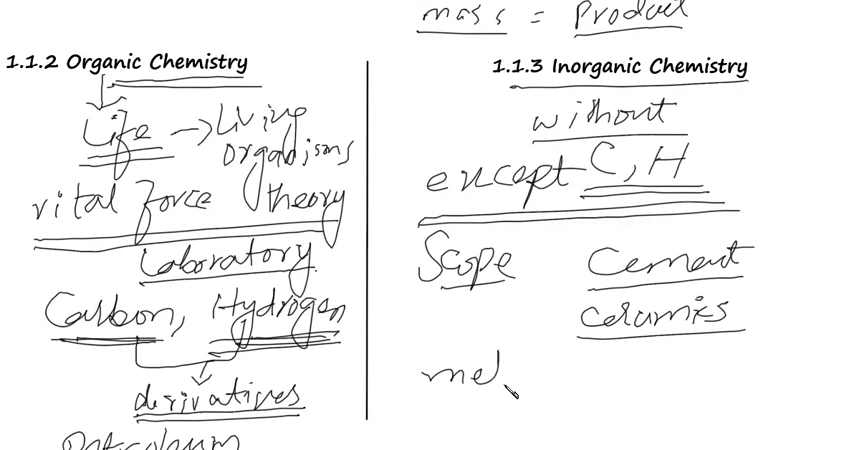 mass = Product
1.1.2 Organic Chemistry
Life → Living
organisms
vital force theory
Laboratory
Carbon, Hydrogen
derivatives
1.1.3 Inorganic Chemistry
without
except C, H
Scope Cement
ceramics
met